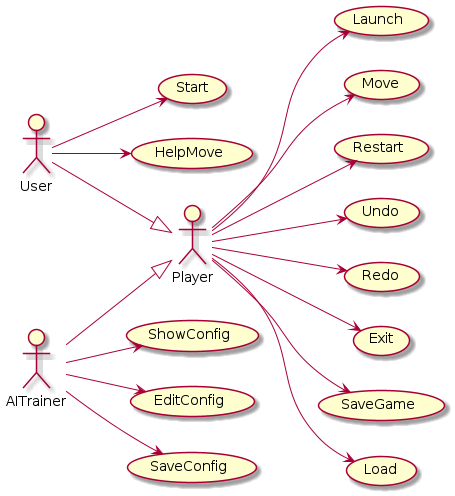 Launch
Move
Start
Restart
HelpMove
User
Undo
Player
Redo
ShowConfig
Exit
AITrainer
EditConfig
SaveGame
SaveConfig
Load